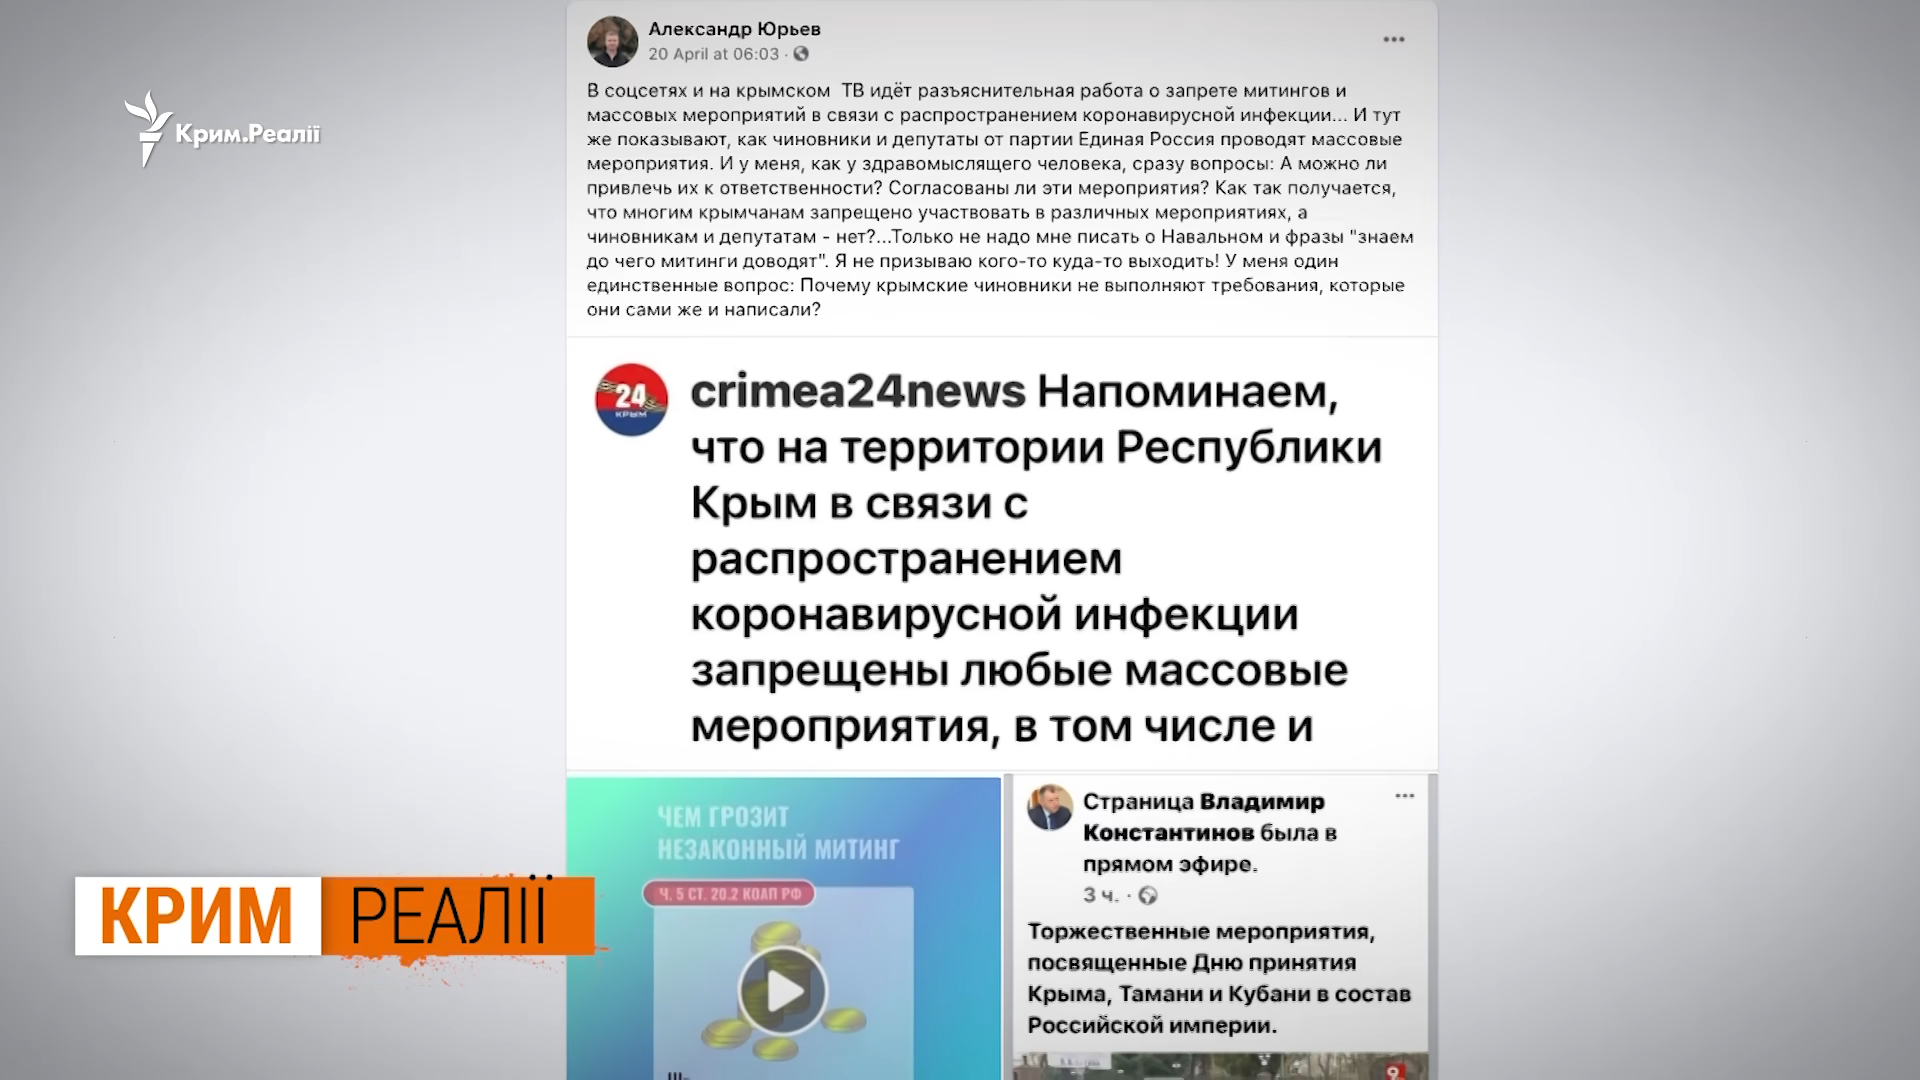 Крим.Реалії
Александр Юрьев
20 April at 06:03 ·
В соцсетях и на крымском ТВ идёт разъяснительная работа о запрете митингов и
массовых мероприятий в связи с распространением коронавирусной инфекции... И тут
же показывают, как чиновники и депутаты от партии Единая Россия проводят массовые
мероприятия. И у меня, как у здравомыслящего человека, сразу вопросы: А можно ли
привлечь их к ответственности? Согласованы ли эти мероприятия? Как так получается,
что многим крымчанам запрещено участвовать в различных мероприятиях, а
чиновникам и депутатам - нет?...Только не надо мне писать о Навальном и фразы "знаем
до чего митинги доводят". Я не призываю кого-то куда-то выходить! У меня один
единственные вопрос: Почему крымские чиновники не выполняют требования, которые
они сами же и написали?
24
КРЫМ
crimea24news Напоминаем,
что на территории Республики
Крым в связи с
распространением
коронавирусной инфекции
запрещены любые массовые
мероприятия, в том числе и
ЧЕМ ГРОЗИТ
НЕЗАКОННЫЙ МИТИНГ
Ч. 5 СТ. 20.2 КОАП РФ
Страница Владимир
Константинов была в
прямом эфире.
3 ч. ·
Торжественные мероприятия,
посвященные Дню принятия
Крыма, Тамани и Кубани в состав
Российской империи.
КРИМ РЕАЛІЇ